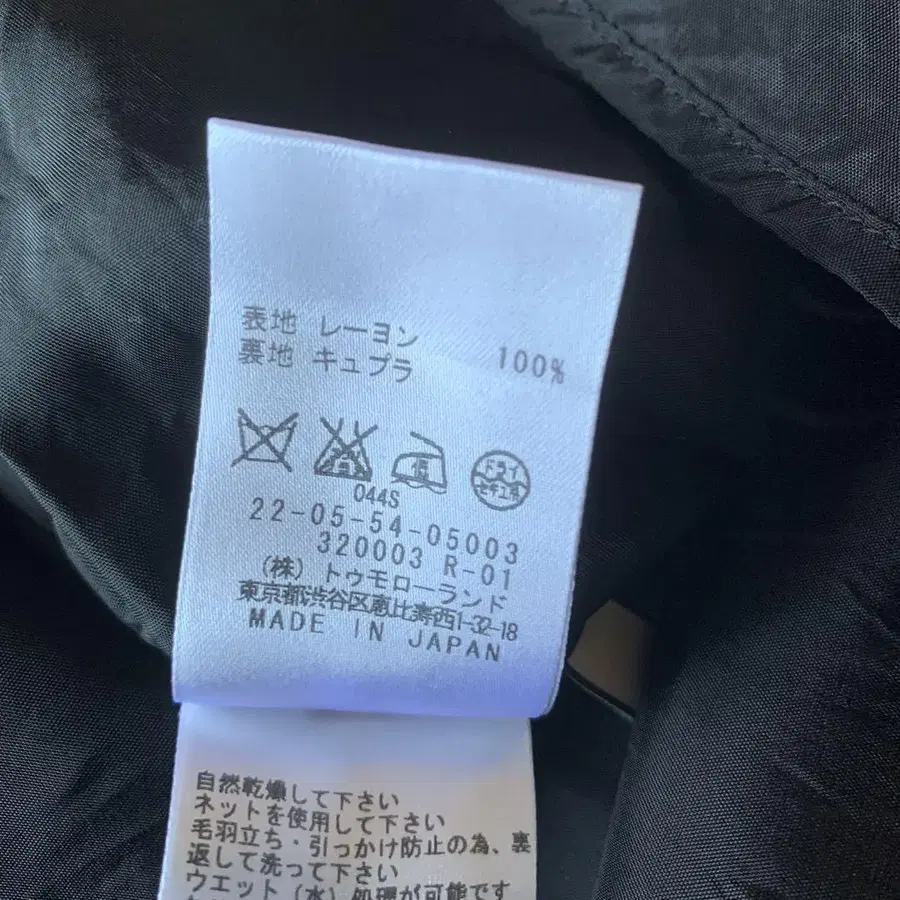 表地 レーヨン
裏地 キュプラ 100%
低
ドライ
セキユ系
044S
22-05-54-05003
320003 R-01
(株) トゥモローランド
東京都渋谷区恵比寿西1-32-18
MADE IN JAPAN
自然乾燥して下さい
ネットを使用して下さい
毛羽立ち・引っかけ防止の為、裏
返して洗って下さい
ウエット (水) 処理が可能です